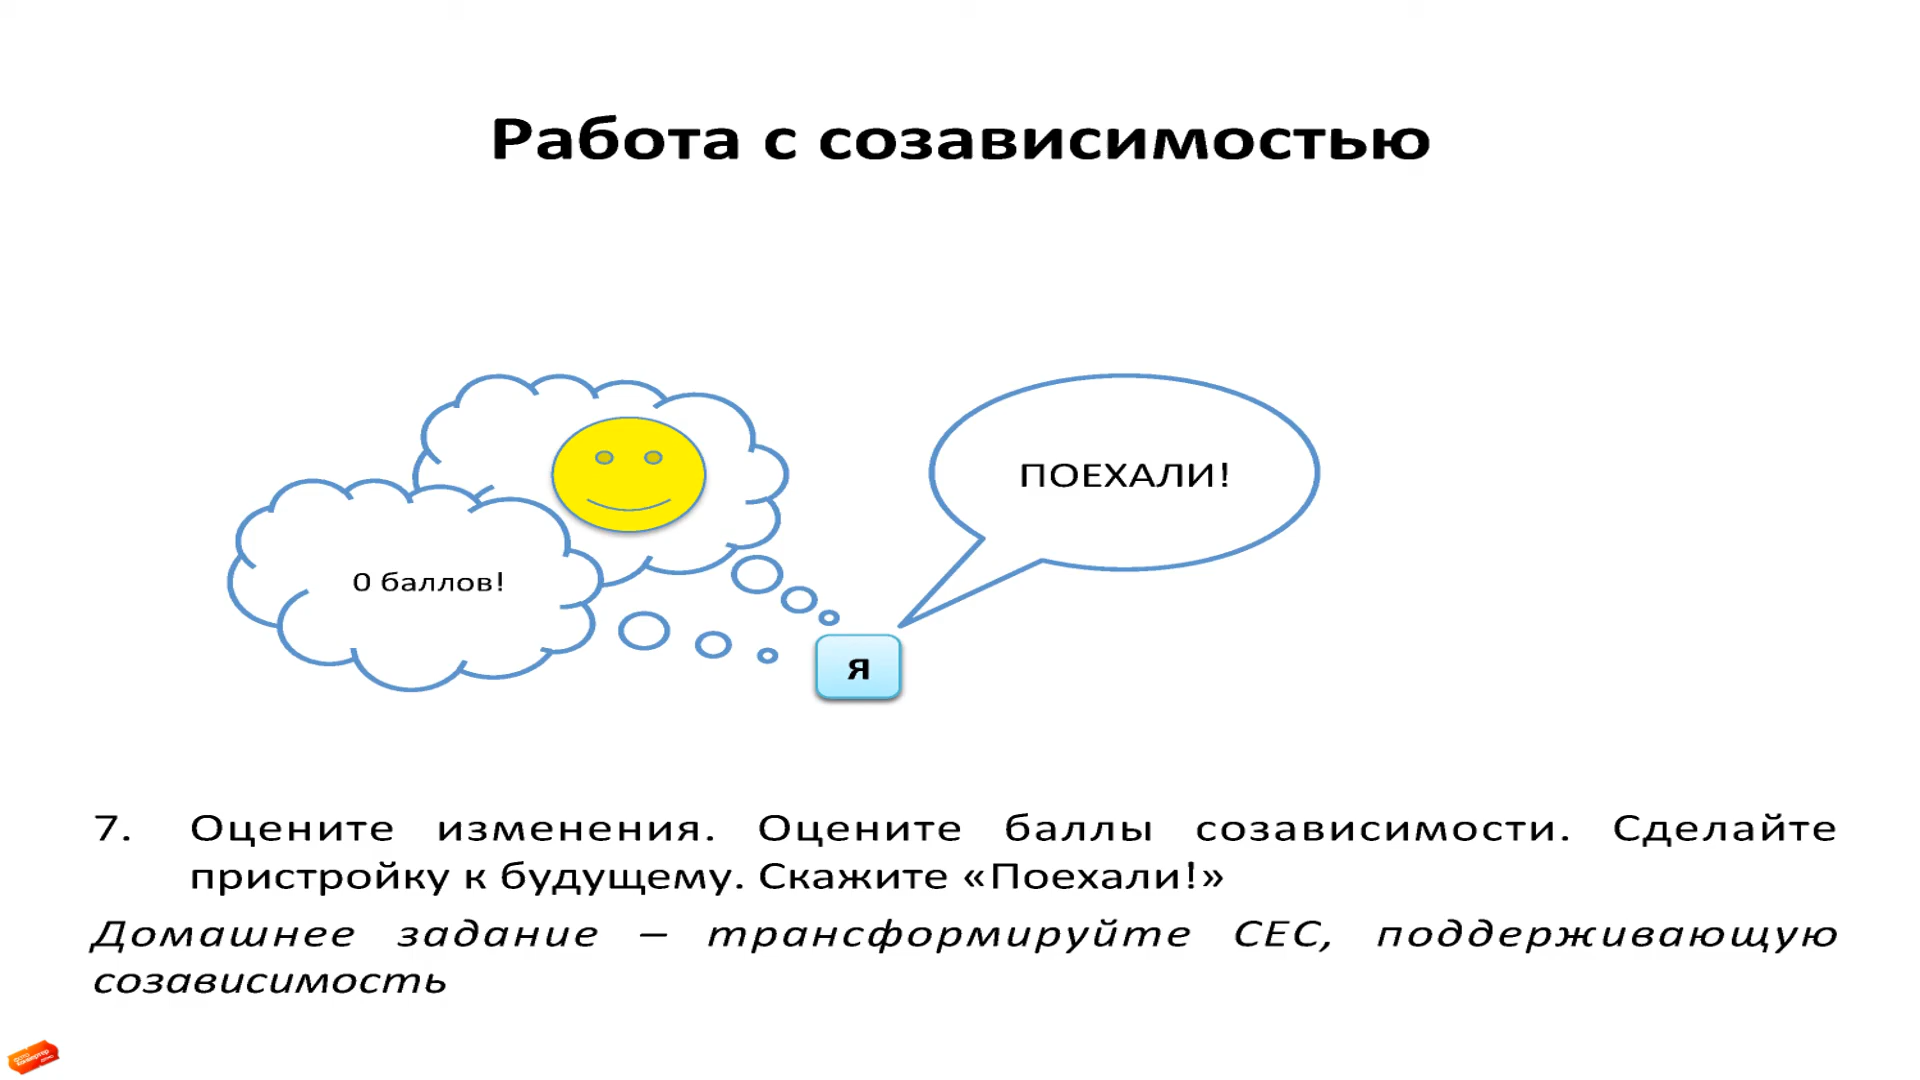 Работа с созависимостью
ПОЕХАЛИ!
0 баллов!
Я
7. Оцените изменения. Оцените баллы созависимости. Сделайте
пристройку к будущему. Скажите «Поехали!»
Домашнее задание – трансформируйте СЕС, поддерживающую
созависимость